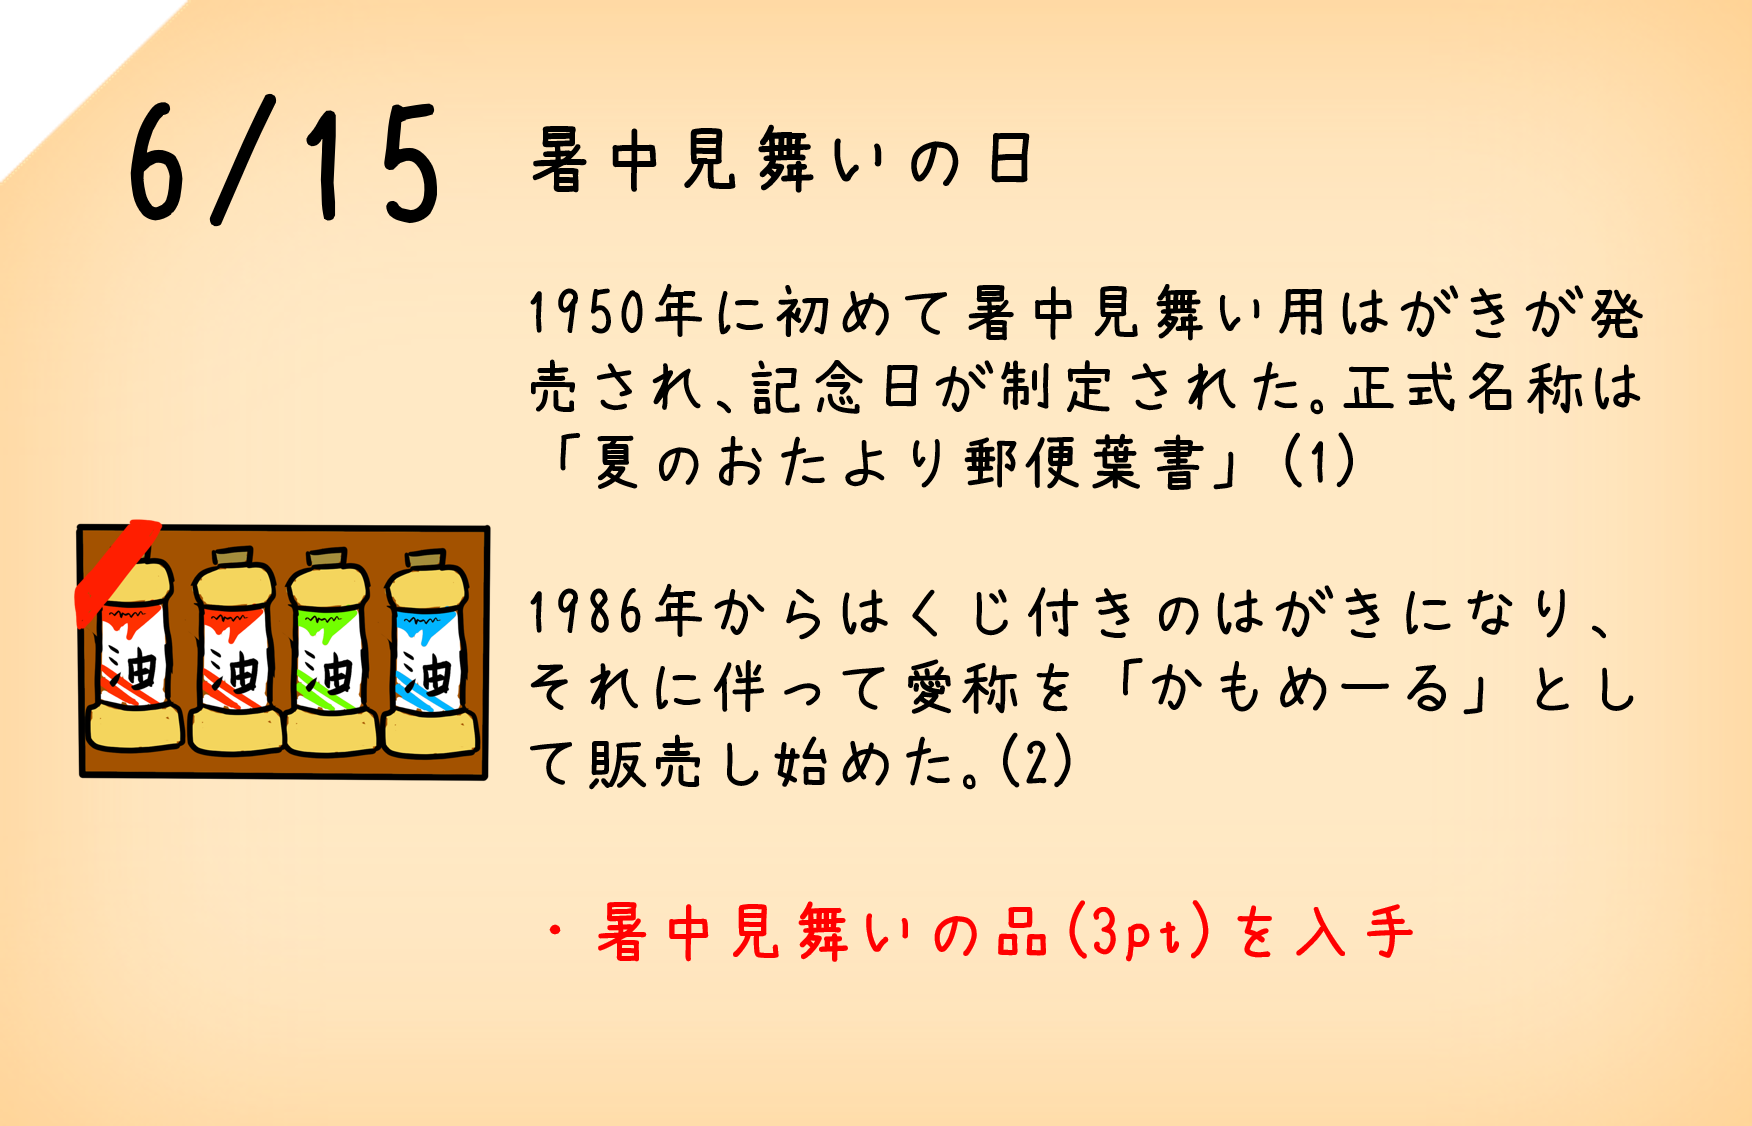 6/15
暑中見舞いの日
1950年に初めて暑中見舞い用はがきが発
売され、記念日が制定された。正式名称は
「夏のおたより郵便葉書」(1)
油 油 油 油
1986年からはくじ付きのはがきになり、
それに伴って愛称を「かもめーる」とし
て販売し始めた。(2)
・暑中見舞いの品(3pt)を入手